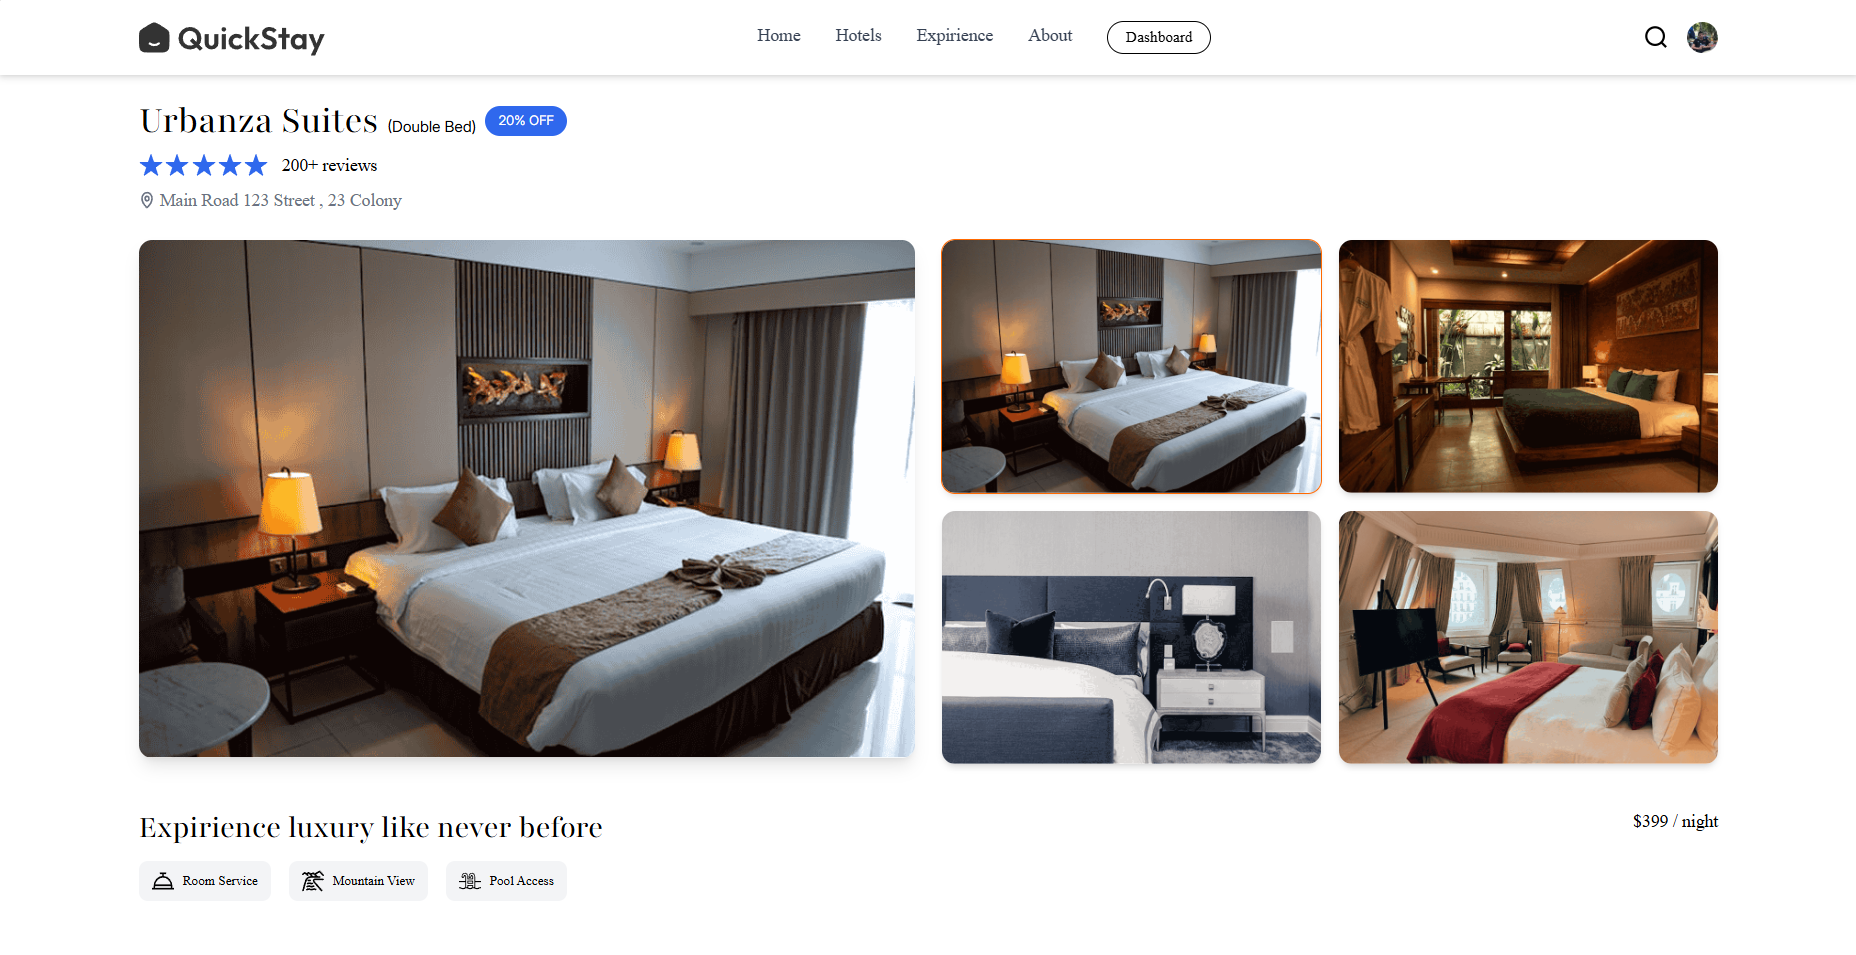 QuickStay
Home Hotels Expirience About Dashboard
Urbanza Suites (Double Bed) 20% OFF
200+ reviews
Main Road 123 Street , 23 Colony
Expirience luxury like never before
$399 / night
Room Service Mountain View Pool Access